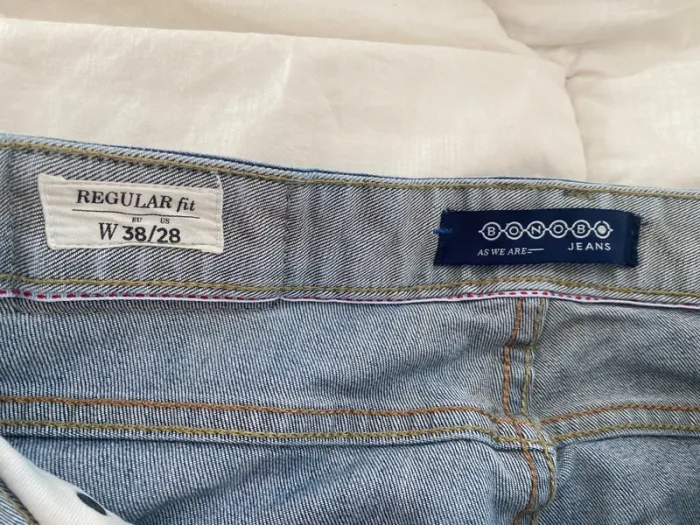 REGULAR fit
EU US
W 38/28
BONOBO
AS WE ARE
JEANS